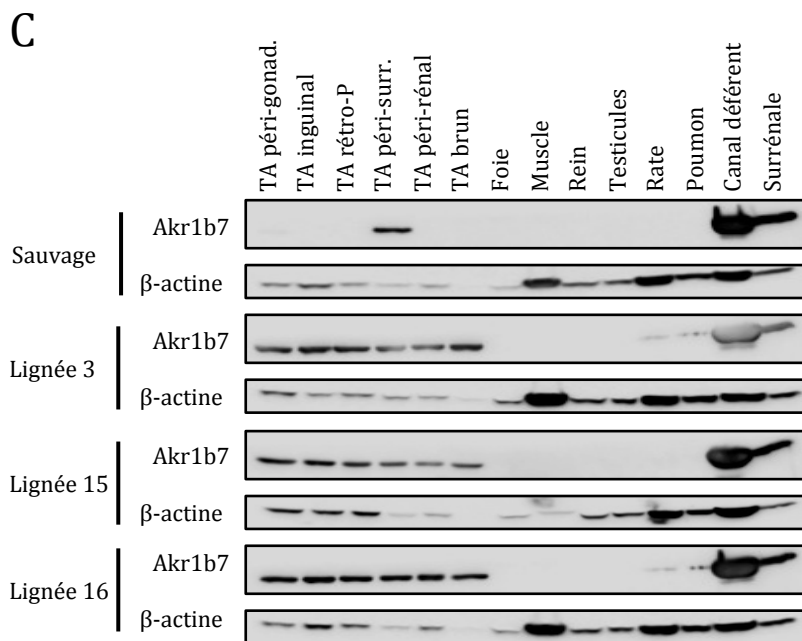 C
TA péri-gonad.
TA inguinal
TA rétro-P
TA péri-surr.
TA péri-rénal
TA brun
Foie
Muscle
Rein
Testicules
Rate
Poumon
Canal déférent
Surrénale
Sauvage
Akr1b7
β-actine
Lignée 3
Akr1b7
β-actine
Lignée 15
Akr1b7
β-actine
Lignée 16
Akr1b7
β-actine